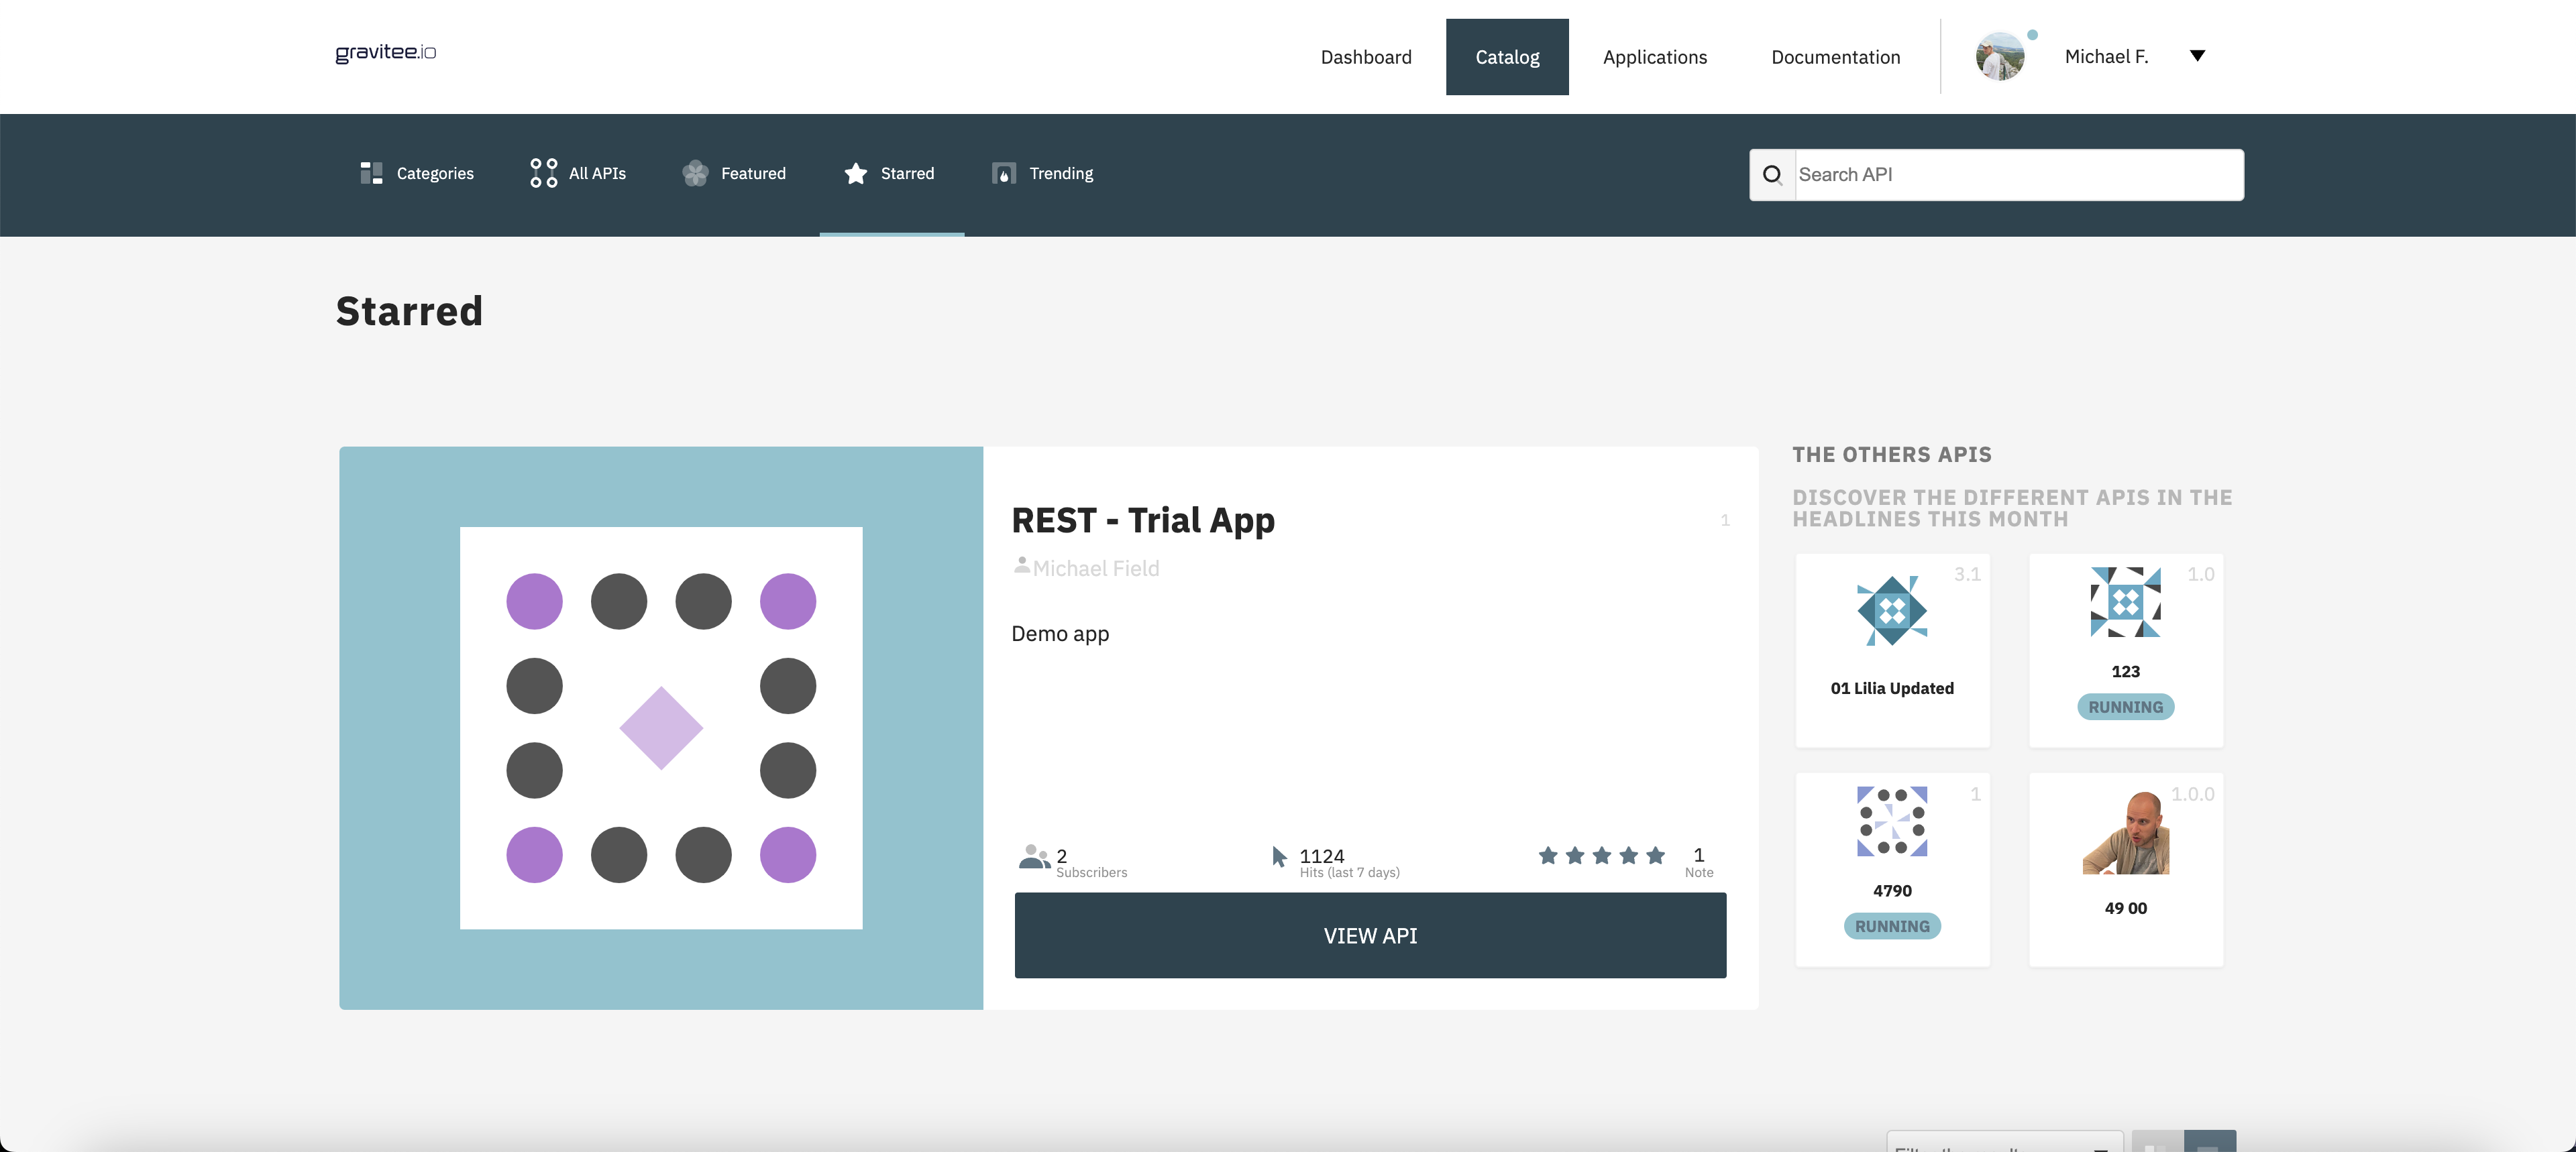 gravitee.io
Dashboard
Catalog
Applications
Documentation
Michael F.
Categories
All APIs
Featured
Starred
Trending
Search API
Starred
REST - Trial App
1
Michael Field
Demo app
2
Subscribers
1124
Hits (last 7 days)
1
Note
VIEW API
THE OTHERS APIS
DISCOVER THE DIFFERENT APIS IN THE
HEADLINES THIS MONTH
3.1
01 Lilia Updated
1.0
123
RUNNING
1
4790
RUNNING
1.0.0
49 00